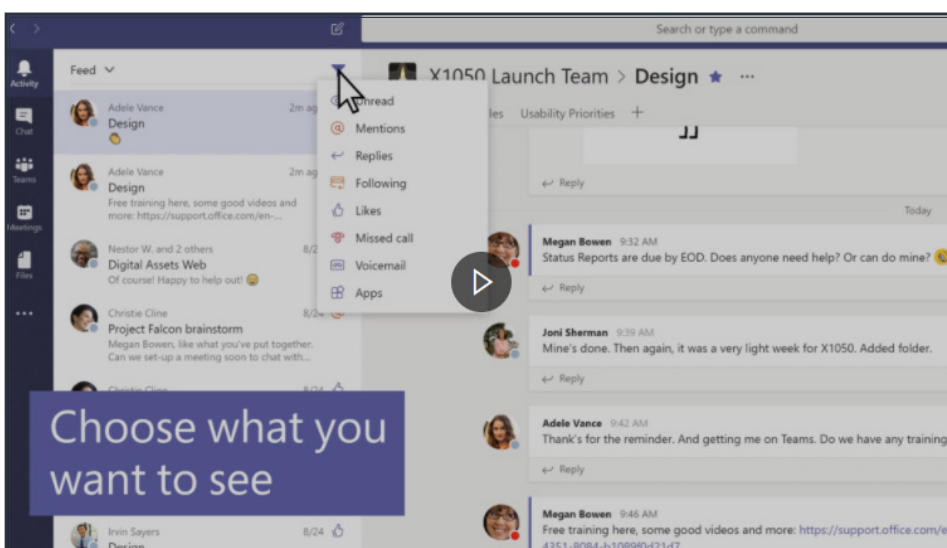 Search or type a command
Activity
Chat
Teams
Meetings
Files
Feed
Adele Vance 2m ag
Design
Adele Vance 2m ag
Design
Free training here, some good videos and
more: https://support.office.com/en-...
Nestor W. and 2 others 8/2
Digital Assets Web
Of course! Happy to help out!
Christie Cline 8/24
Project Falcon brainstorm
Megan Bowen, like what you've put together.
Can we set-up a meeting soon to chat with...
Christie Cline 8/24
Choose what you
want to see
Irvin Sayers 8/24
Design
Unread
@ Mentions
Replies
Following
Likes
Missed call
Voicemail
Apps
X1050 Launch Team > Design ...
les Usability Priorities +
Reply
Today
Megan Bowen 9:32 AM
Status Reports are due by EOD. Does anyone need help? Or can do mine?
Reply
Joni Sherman 9:39 AM
Mine's done. Then again, it was a very light week for X1050. Added folder.
Reply
Adele Vance 9:42 AM
Thank's for the reminder. And getting me on Teams. Do we have any training
Reply
Megan Bowen 9:46 AM
Free training here, some good videos and more: https://support.office.com/e